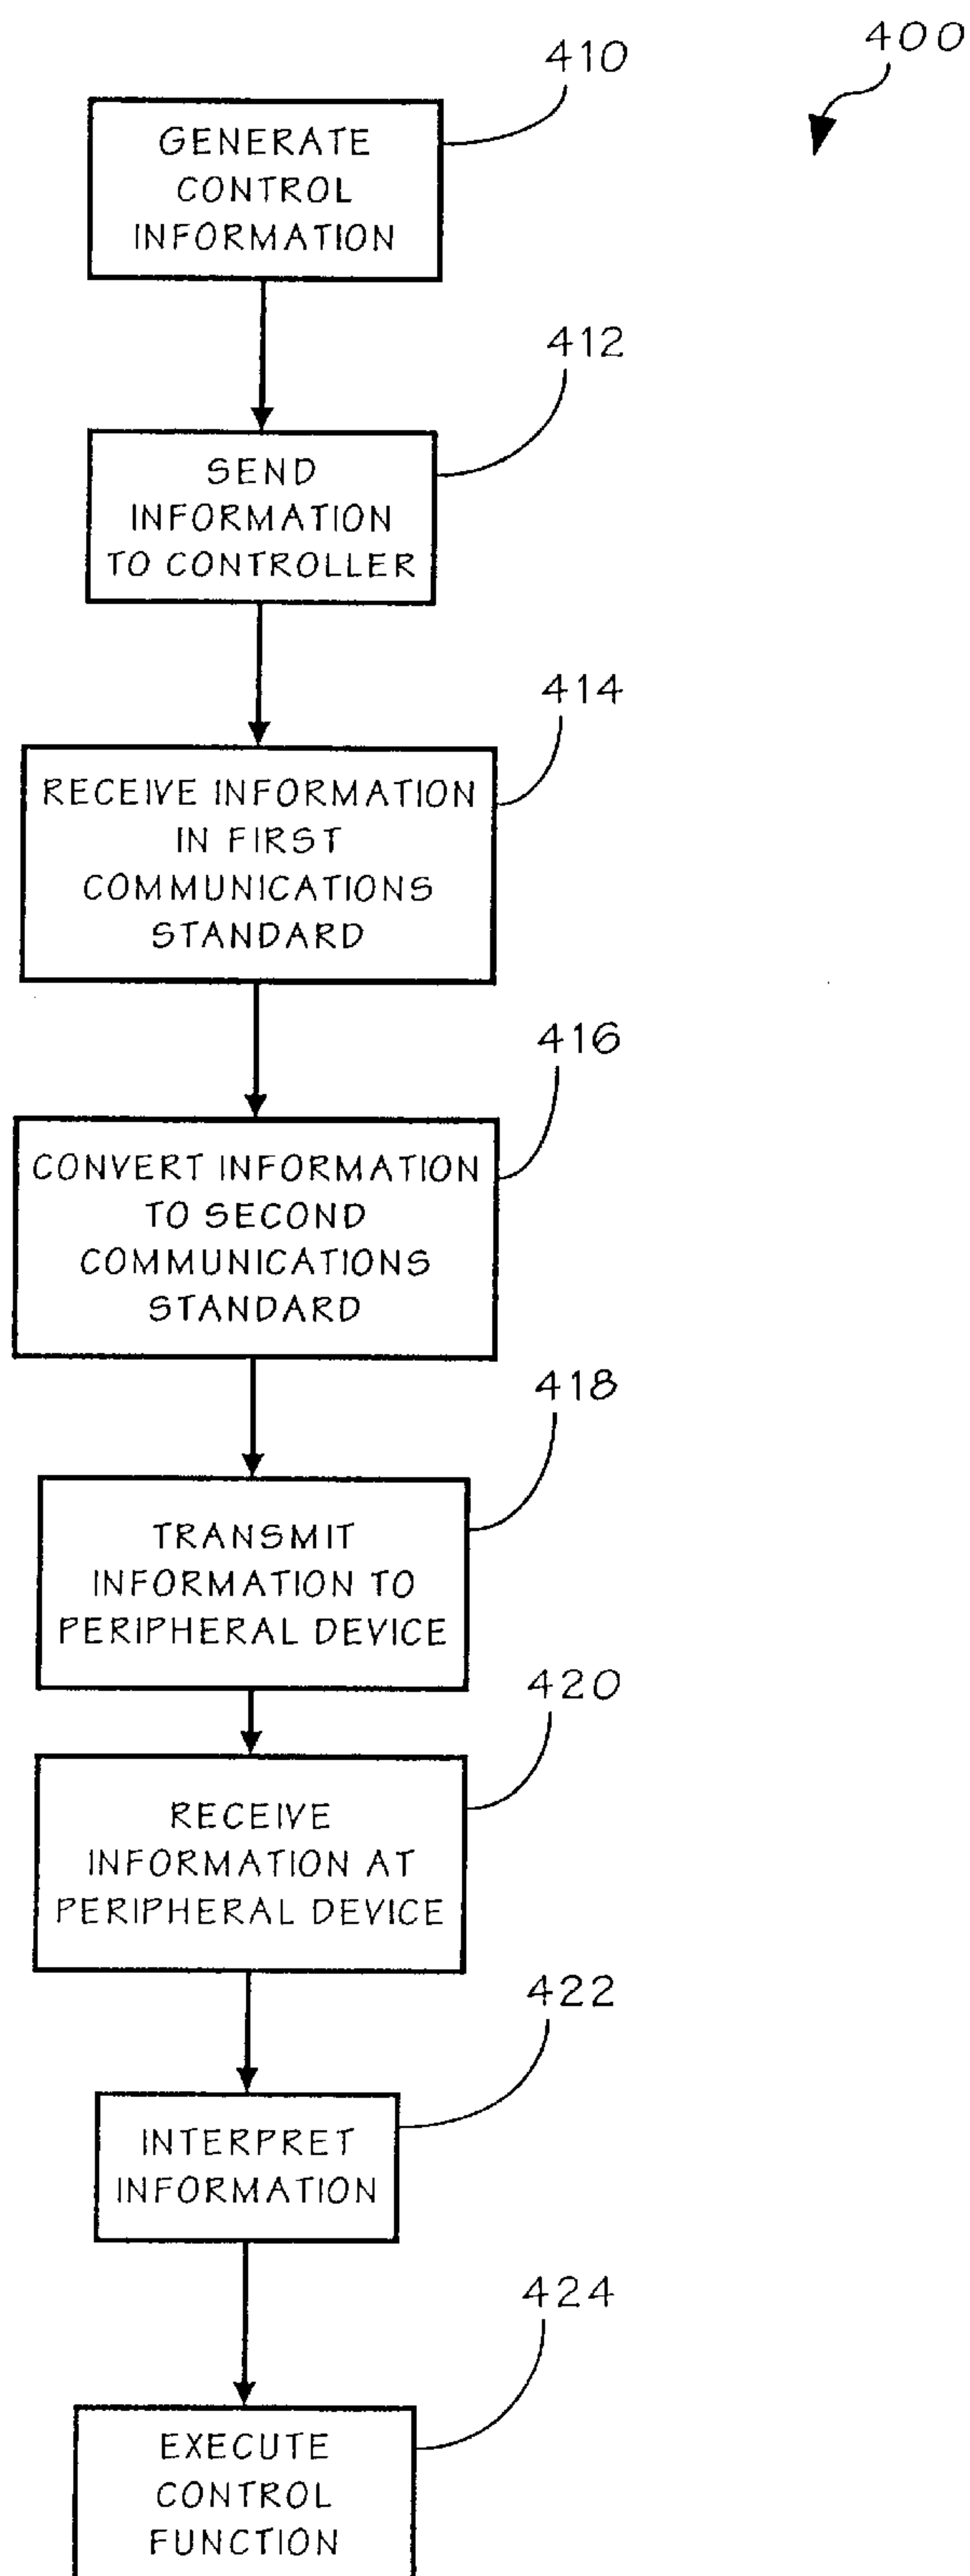 400
410
GENERATE
CONTROL
INFORMATION
412
SEND
INFORMATION
TO CONTROLLER
414
RECEIVE INFORMATION
IN FIRST
COMMUNICATIONS
STANDARD
416
CONVERT INFORMATION
TO SECOND
COMMUNICATIONS
STANDARD
418
TRANSMIT
INFORMATION TO
PERIPHERAL DEVICE
420
RECEIVE
INFORMATION AT
PERIPHERAL DEVICE
422
INTERPRET
INFORMATION
424
EXECUTE
CONTROL
FUNCTION